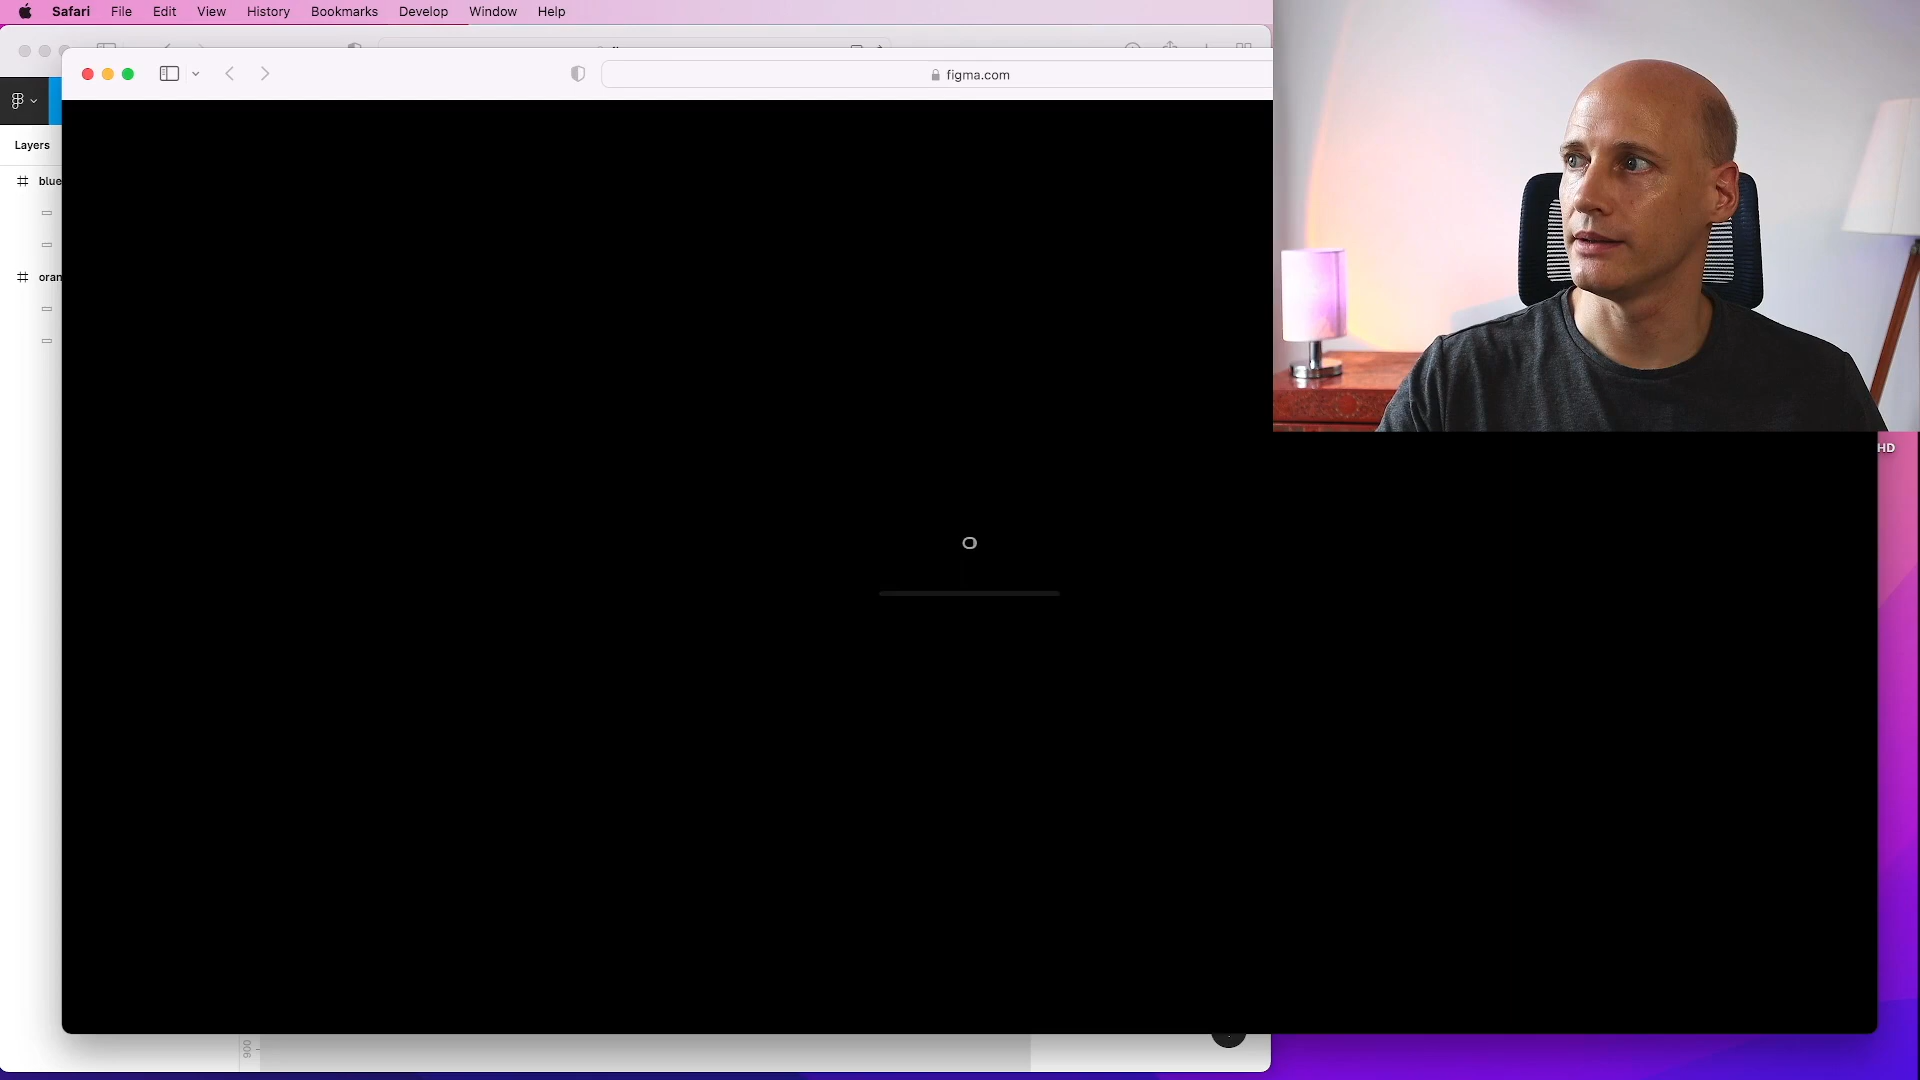 Safari File Edit View History Bookmarks Develop Window Help
figma.com
Layers
blue
oran
HD
900